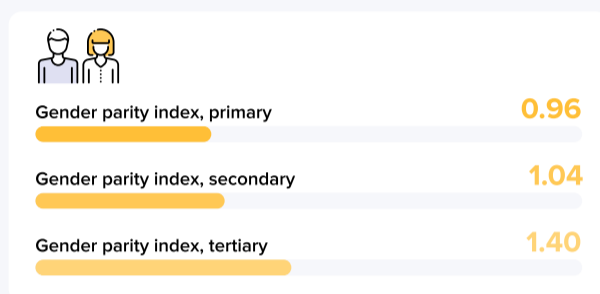 Gender parity index, primary 0.96
Gender parity index, secondary 1.04
Gender parity index, tertiary 1.40